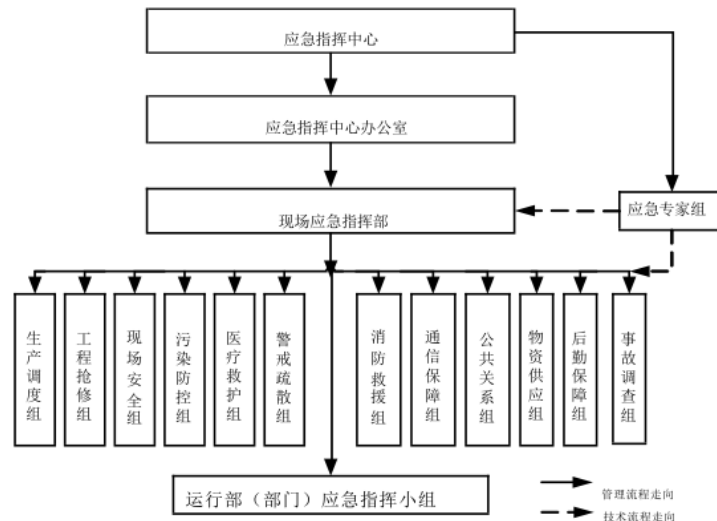 应急指挥中心
应急指挥中心办公室
现场应急指挥部
应急专家组
生产调度组
工程抢修组
现场安全组
污染防控组
医疗救护组
警戒疏散组
消防救援组
通信保障组
公共关系组
物资供应组
后勤保障组
事故调查组
运行部（部门）应急指挥小组
管理流程走向
技术流程走向